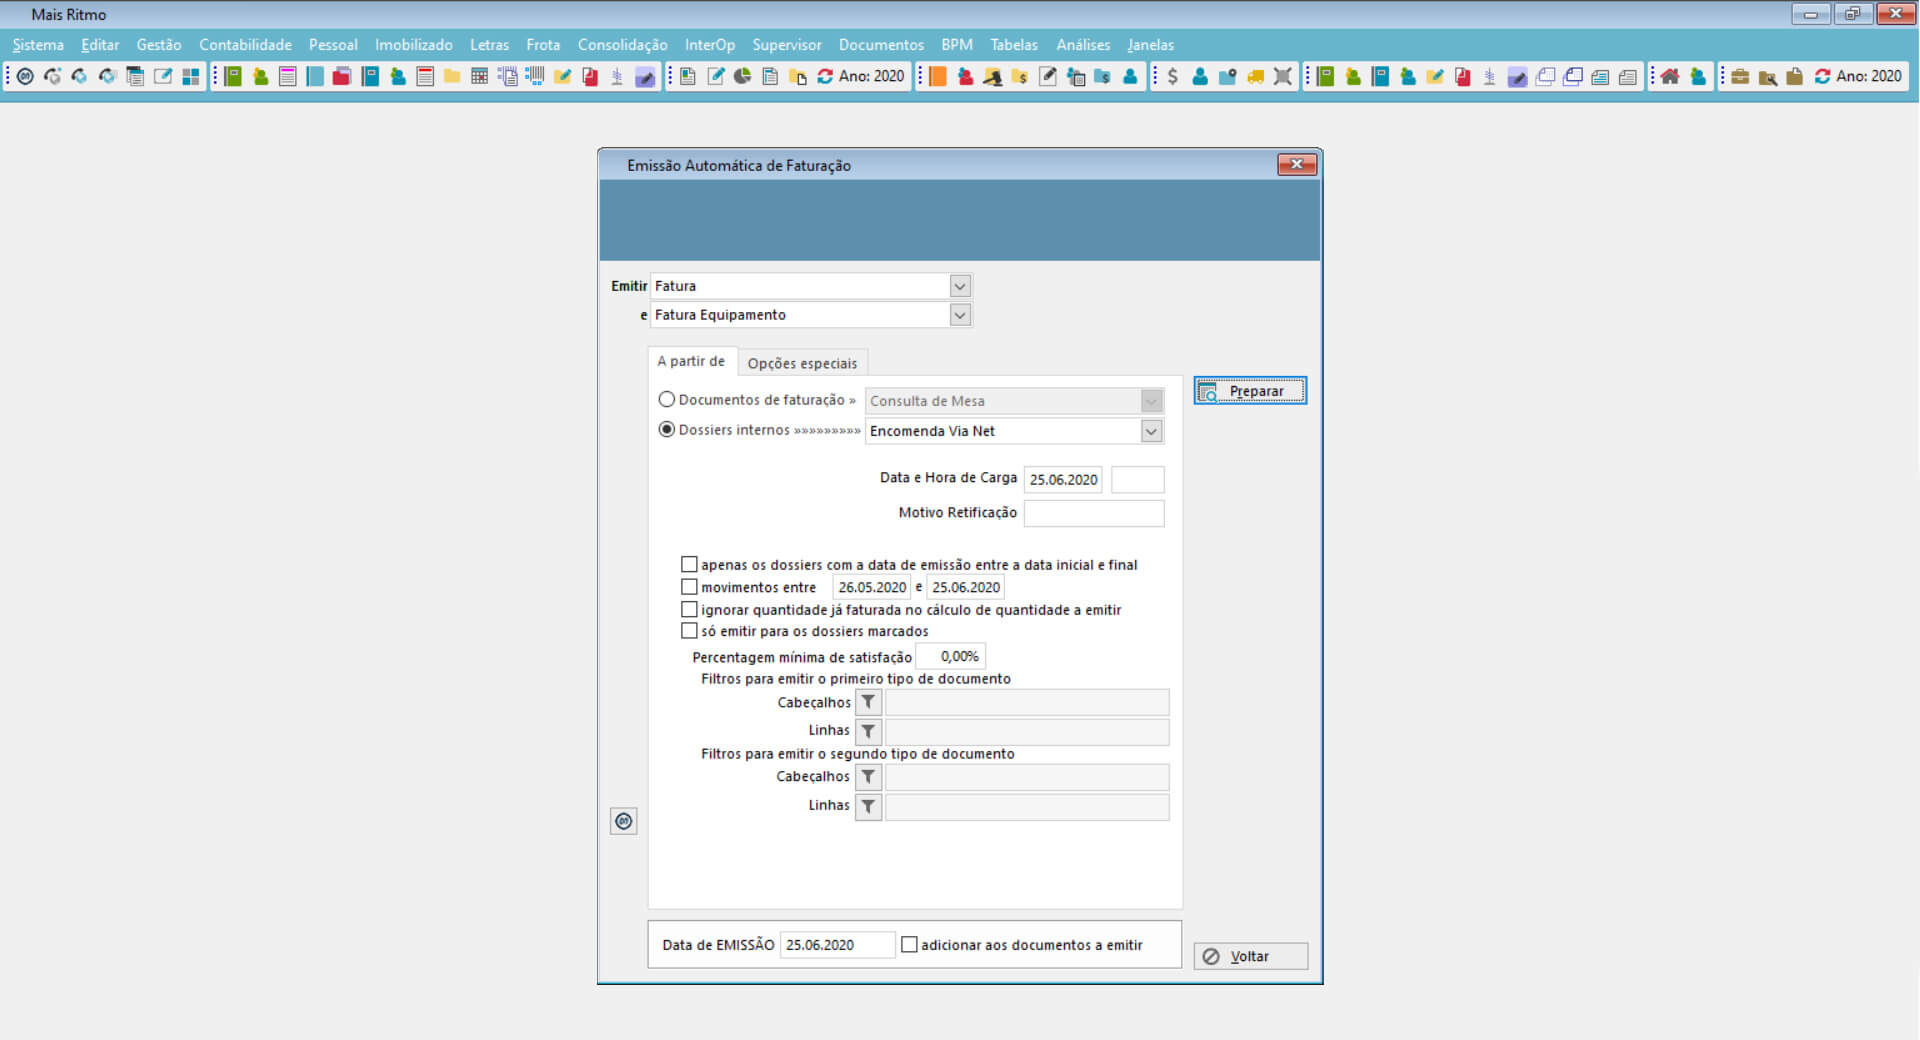 Mais Ritmo
Sistema Editar Gestão Contabilidade Pessoal Imobilizado Letras Frota Consolidação InterOp Supervisor Documentos BPM Tabelas Análises Janelas
Ano: 2020 Ano: 2020
Emissão Automática de Faturação
Emitir Fatura
e Fatura Equipamento
A partir de Opções especiais
Documentos de faturação » Consulta de Mesa
Preparar
Dossiers internos »»»»»»»»» Encomenda Via Net
Data e Hora de Carga 25.06.2020
Motivo Retificação
apenas os dossiers com a data de emissão entre a data inicial e final
movimentos entre 26.05.2020 e 25.06.2020
ignorar quantidade já faturada no cálculo de quantidade a emitir
só emitir para os dossiers marcados
Percentagem mínima de satisfação 0,00%
Filtros para emitir o primeiro tipo de documento
Cabeçalhos
Linhas
Filtros para emitir o segundo tipo de documento
Cabeçalhos
Linhas
Data de EMISSÃO 25.06.2020 adicionar aos documentos a emitir
Voltar